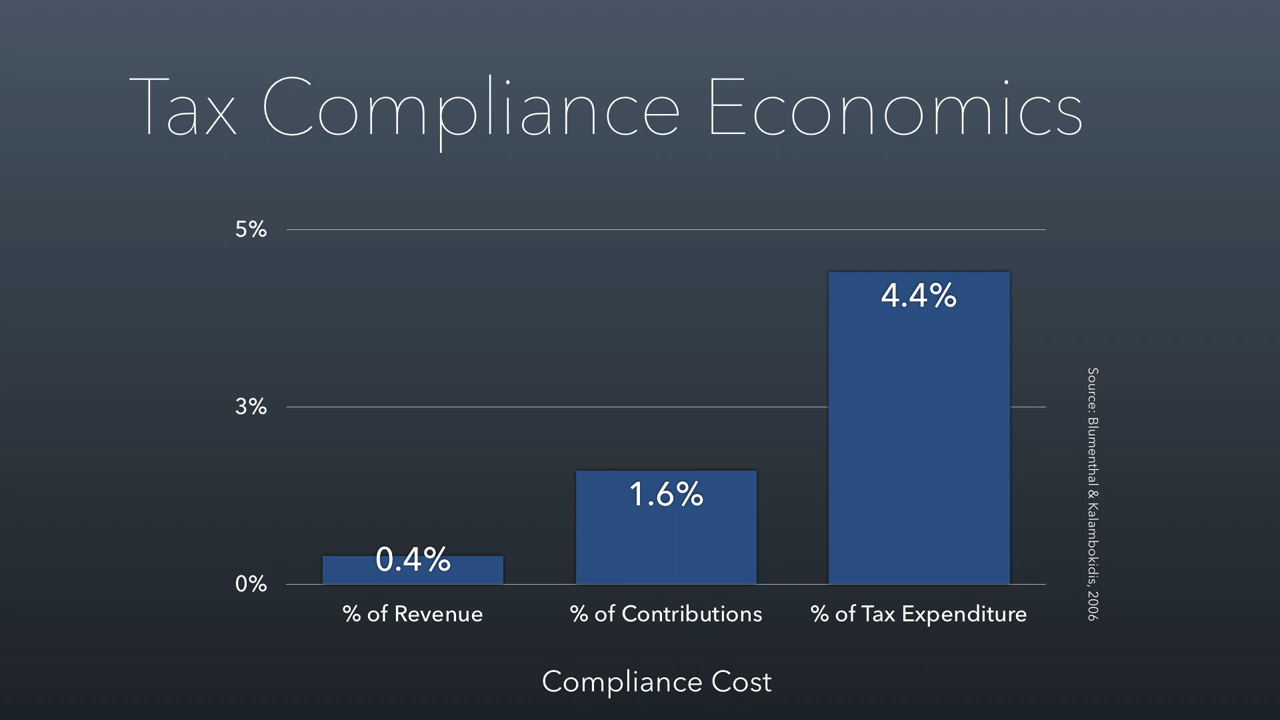 Tax Compliance Economics
5%
3%
0%
0.4%
1.6%
4.4%
% of Revenue
% of Contributions
% of Tax Expenditure
Compliance Cost
Source: Blumenthal & Kalambokidis, 2006